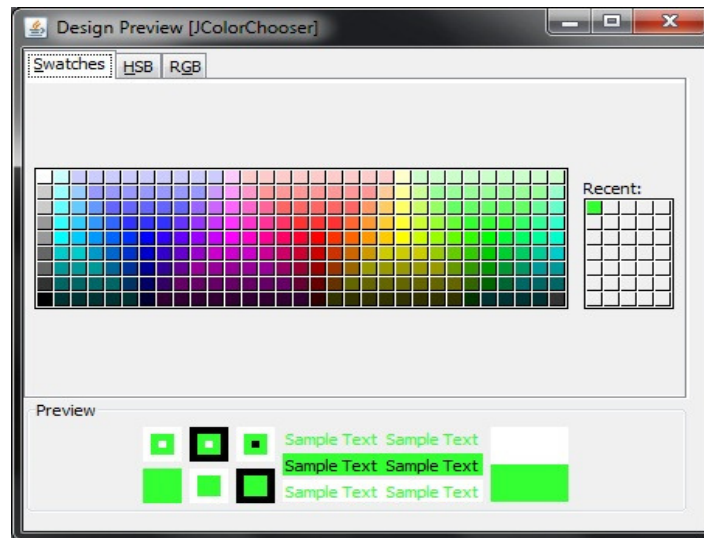 Design Preview [JColorChooser]
Swatches HSB RGB
Recent:
Preview
Sample Text Sample Text
Sample Text Sample Text
Sample Text Sample Text